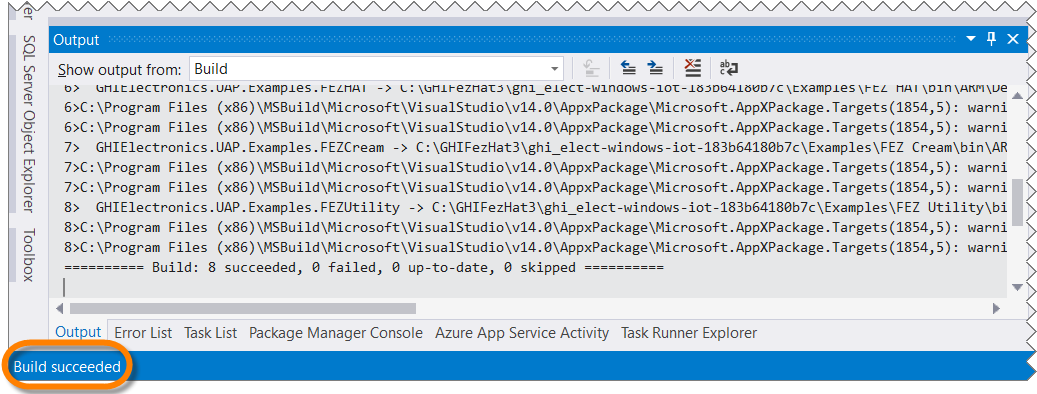 er
SQL Server Object Explorer
Toolbox
Output
Show output from: Build
6>  GHIElectronics.UAP.Examples.FEZHAT -> C:\GHIFezHat3\ghi_elect-windows-iot-183b64180b7c\Examples\FEZ HAT\bin\ARM\De
6>C:\Program Files (x86)\MSBuild\Microsoft\VisualStudio\v14.0\AppxPackage\Microsoft.AppXPackage.Targets(1854,5): warni
6>C:\Program Files (x86)\MSBuild\Microsoft\VisualStudio\v14.0\AppxPackage\Microsoft.AppXPackage.Targets(1854,5): warni
7>  GHIElectronics.UAP.Examples.FEZCream -> C:\GHIFezHat3\ghi_elect-windows-iot-183b64180b7c\Examples\FEZ Cream\bin\AR
7>C:\Program Files (x86)\MSBuild\Microsoft\VisualStudio\v14.0\AppxPackage\Microsoft.AppXPackage.Targets(1854,5): warni
7>C:\Program Files (x86)\MSBuild\Microsoft\VisualStudio\v14.0\AppxPackage\Microsoft.AppXPackage.Targets(1854,5): warni
8>  GHIElectronics.UAP.Examples.FEZUtility -> C:\GHIFezHat3\ghi_elect-windows-iot-183b64180b7c\Examples\FEZ Utility\bi
8>C:\Program Files (x86)\MSBuild\Microsoft\VisualStudio\v14.0\AppxPackage\Microsoft.AppXPackage.Targets(1854,5): warni
8>C:\Program Files (x86)\MSBuild\Microsoft\VisualStudio\v14.0\AppxPackage\Microsoft.AppXPackage.Targets(1854,5): warni
========== Build: 8 succeeded, 0 failed, 0 up-to-date, 0 skipped ==========
Output Error List Task List Package Manager Console Azure App Service Activity Task Runner Explorer
Build succeeded